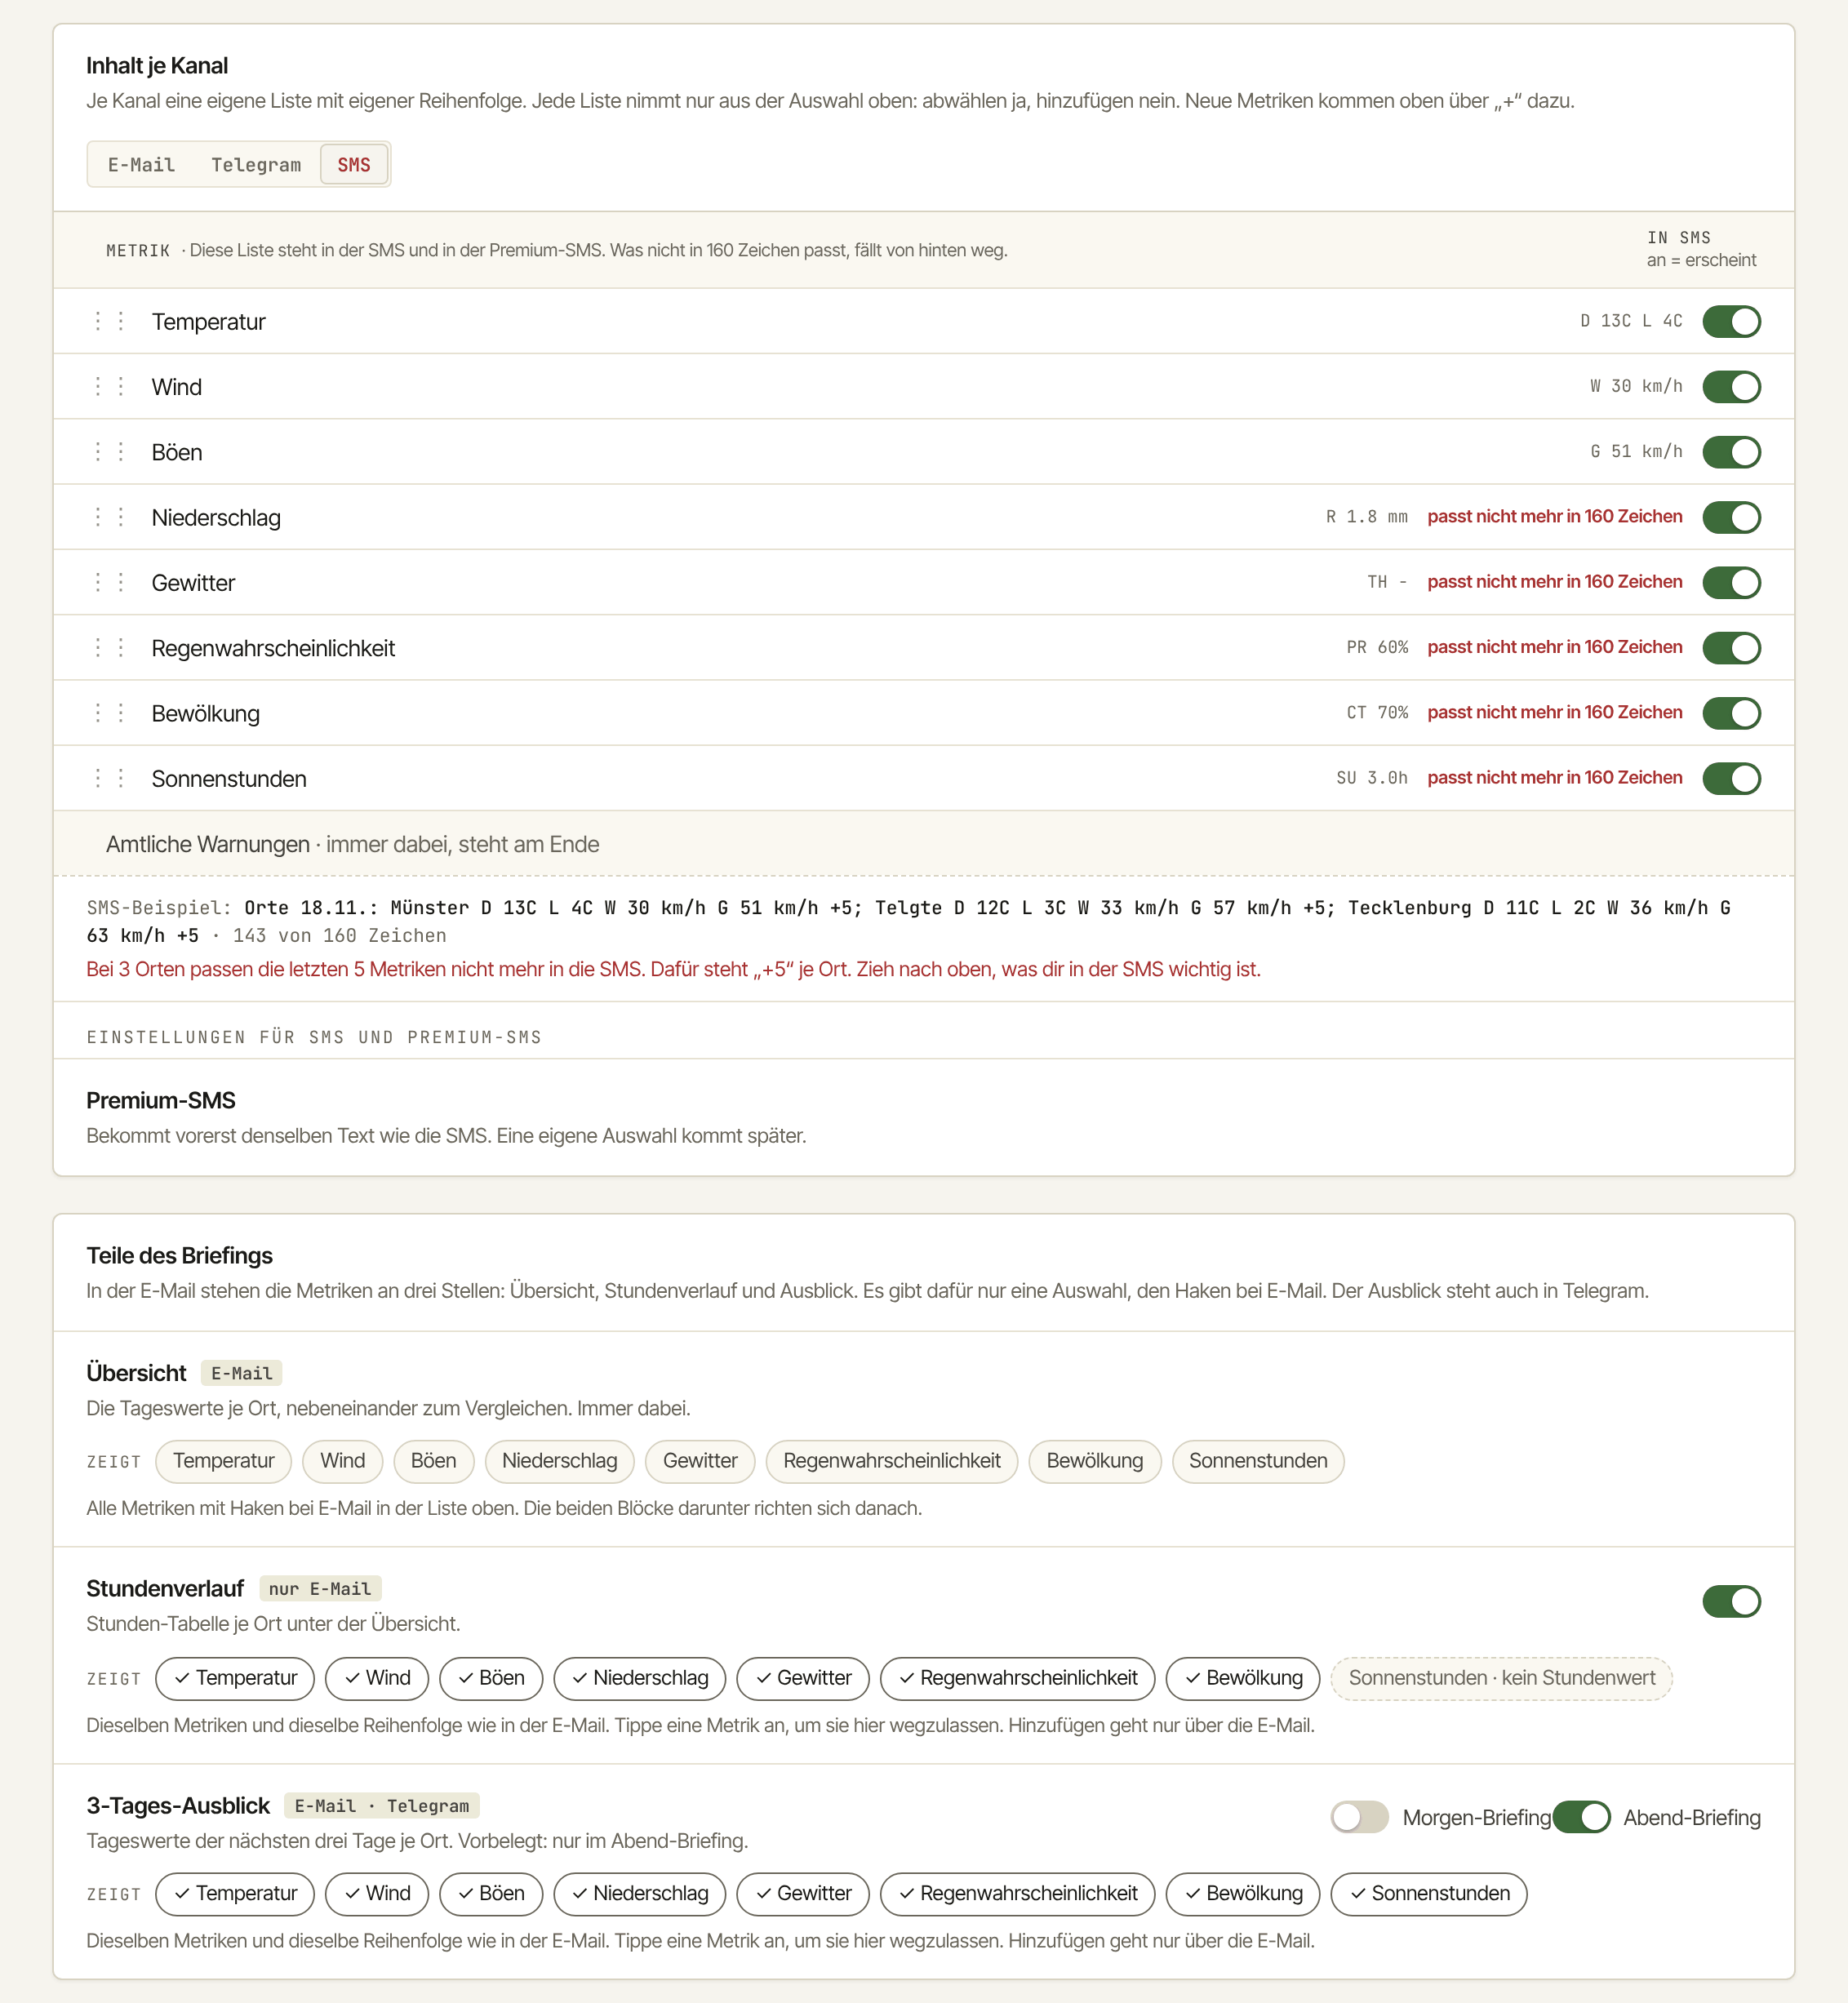 Inhalt je Kanal
Je Kanal eine eigene Liste mit eigener Reihenfolge. Jede Liste nimmt nur aus der Auswahl oben: abwählen ja, hinzufügen nein. Neue Metriken kommen oben über „+“ dazu.
E-Mail Telegram SMS
METRIK · Diese Liste steht in der SMS und in der Premium-SMS. Was nicht in 160 Zeichen passt, fällt von hinten weg.
IN SMS
an = erscheint
Temperatur D 13C L 4C
Wind W 30 km/h
Böen G 51 km/h
Niederschlag R 1.8 mm passt nicht mehr in 160 Zeichen
Gewitter TH - passt nicht mehr in 160 Zeichen
Regenwahrscheinlichkeit PR 60% passt nicht mehr in 160 Zeichen
Bewölkung CT 70% passt nicht mehr in 160 Zeichen
Sonnenstunden SU 3.0h passt nicht mehr in 160 Zeichen
Amtliche Warnungen · immer dabei, steht am Ende
SMS-Beispiel: Orte 18.11.: Münster D 13C L 4C W 30 km/h G 51 km/h +5; Telgte D 12C L 3C W 33 km/h G 57 km/h +5; Tecklenburg D 11C L 2C W 36 km/h G
63 km/h +5 · 143 von 160 Zeichen
Bei 3 Orten passen die letzten 5 Metriken nicht mehr in die SMS. Dafür steht „+5“ je Ort. Zieh nach oben, was dir in der SMS wichtig ist.
EINSTELLUNGEN FÜR SMS UND PREMIUM-SMS
Premium-SMS
Bekommt vorerst denselben Text wie die SMS. Eine eigene Auswahl kommt später.
Teile des Briefings
In der E-Mail stehen die Metriken an drei Stellen: Übersicht, Stundenverlauf und Ausblick. Es gibt dafür nur eine Auswahl, den Haken bei E-Mail. Der Ausblick steht auch in Telegram.
Übersicht E-Mail
Die Tageswerte je Ort, nebeneinander zum Vergleichen. Immer dabei.
ZEIGT Temperatur Wind Böen Niederschlag Gewitter Regenwahrscheinlichkeit Bewölkung Sonnenstunden
Alle Metriken mit Haken bei E-Mail in der Liste oben. Die beiden Blöcke darunter richten sich danach.
Stundenverlauf nur E-Mail
Stunden-Tabelle je Ort unter der Übersicht.
ZEIGT ✓ Temperatur ✓ Wind ✓ Böen ✓ Niederschlag ✓ Gewitter ✓ Regenwahrscheinlichkeit ✓ Bewölkung Sonnenstunden · kein Stundenwert
Dieselben Metriken und dieselbe Reihenfolge wie in der E-Mail. Tippe eine Metrik an, um sie hier wegzulassen. Hinzufügen geht nur über die E-Mail.
3-Tages-Ausblick E-Mail · Telegram Morgen-Briefing Abend-Briefing
Tageswerte der nächsten drei Tage je Ort. Vorbelegt: nur im Abend-Briefing.
ZEIGT ✓ Temperatur ✓ Wind ✓ Böen ✓ Niederschlag ✓ Gewitter ✓ Regenwahrscheinlichkeit ✓ Bewölkung ✓ Sonnenstunden
Dieselben Metriken und dieselbe Reihenfolge wie in der E-Mail. Tippe eine Metrik an, um sie hier wegzulassen. Hinzufügen geht nur über die E-Mail.